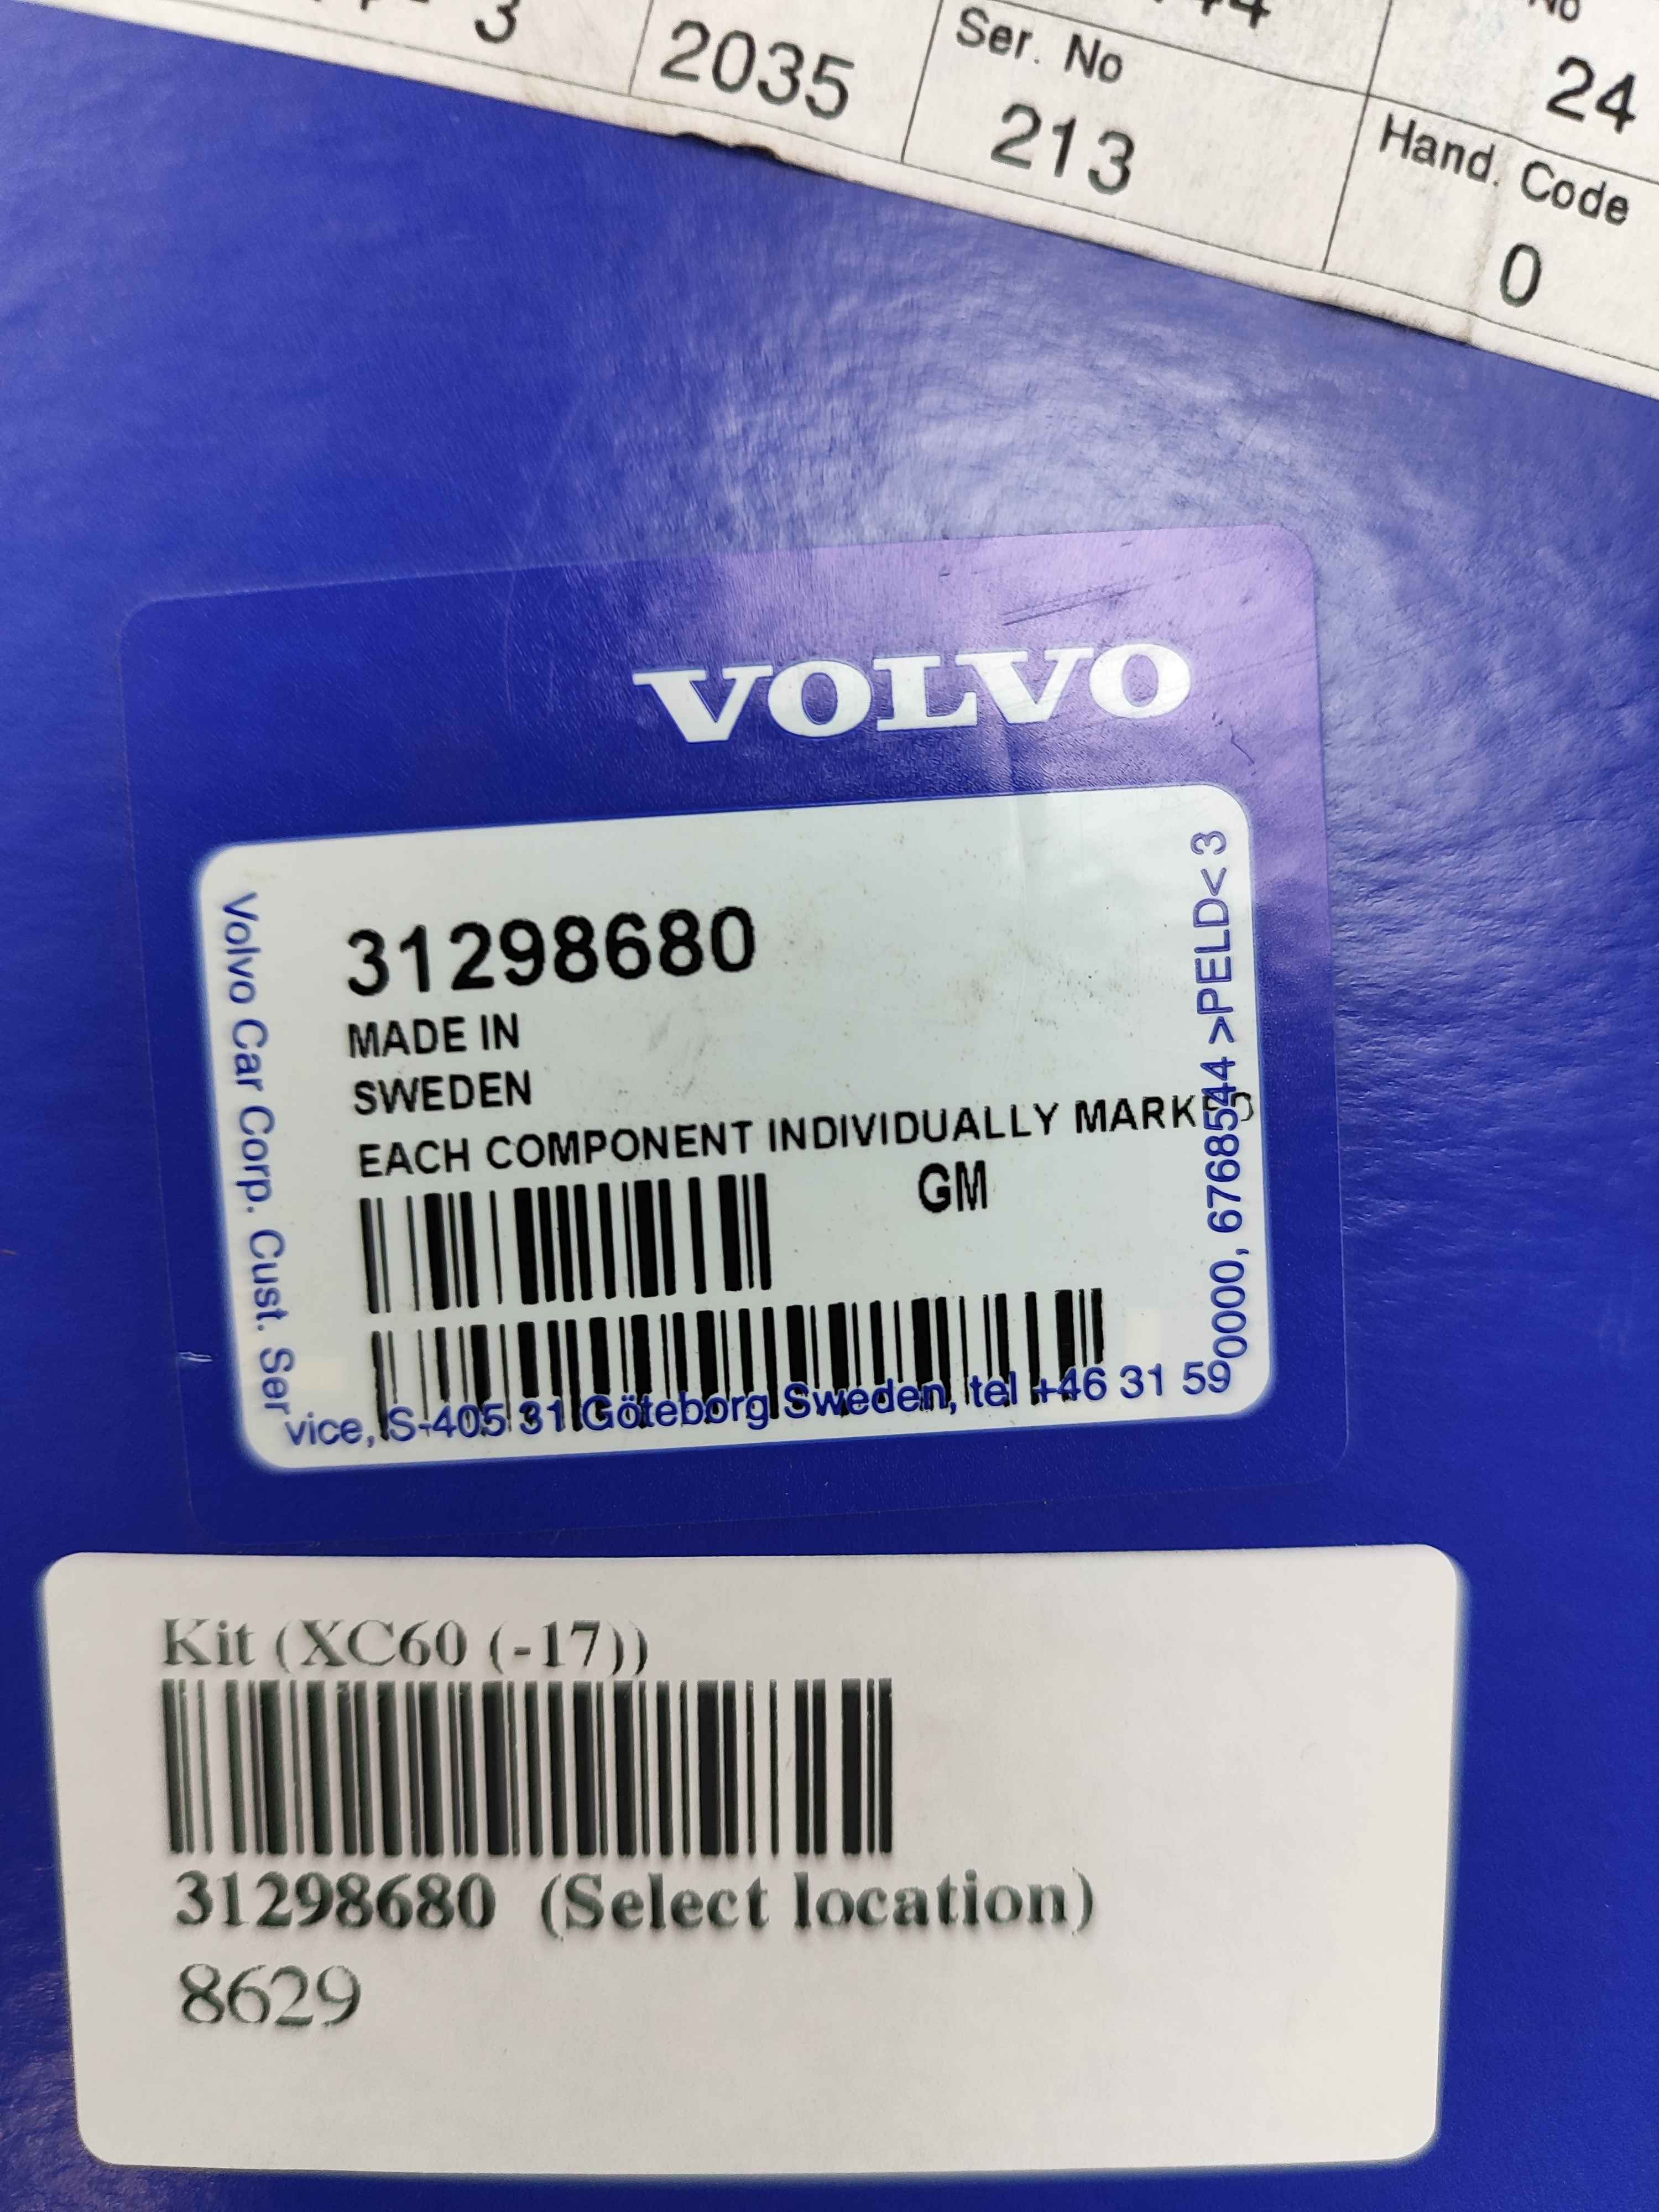 3
2035
Ser. No
213
No
24
Hand. Code
0
VOLVO
31298680
MADE IN
SWEDEN
EACH COMPONENT INDIVIDUALLY MARKED
GM
Volvo Car Corp. Cust. Service, S-405 31 Göteborg Sweden, tel +46 31 59 0000, 6768544 >PELD< 3
Kit (XC60 (-17))
31298680 (Select location)
8629